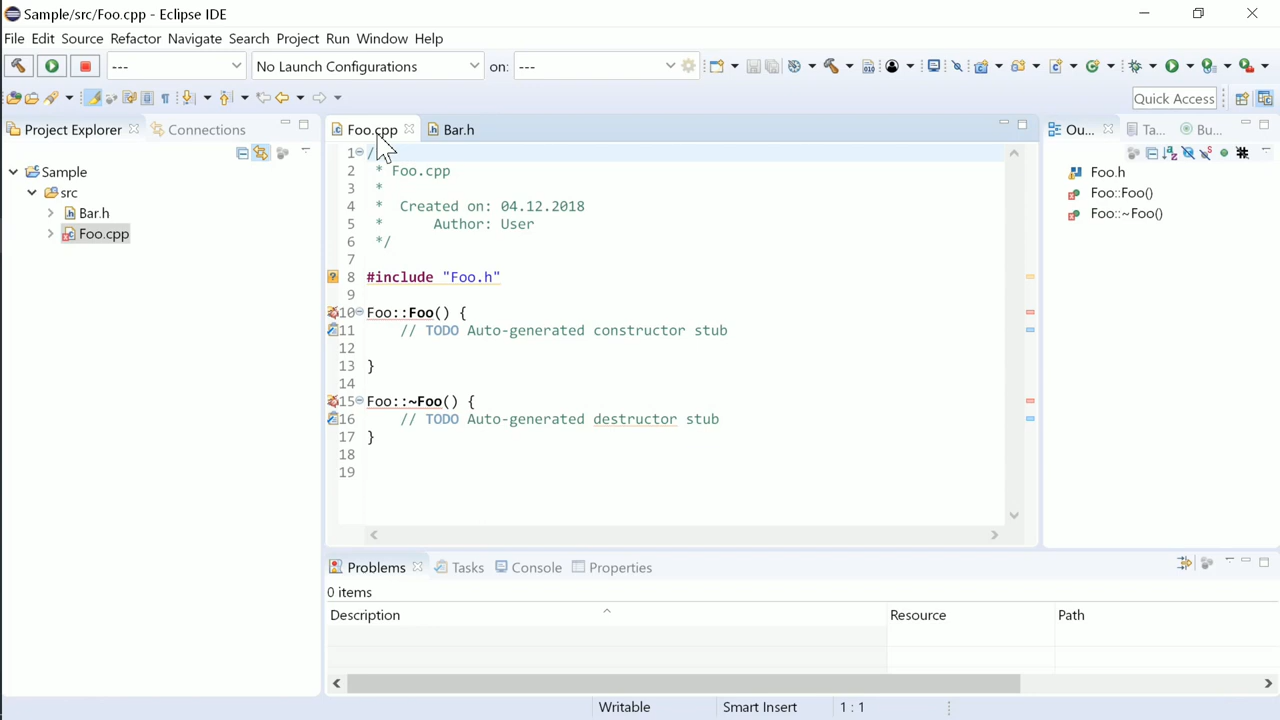 Sample/src/Foo.cpp - Eclipse IDE
File Edit Source Refactor Navigate Search Project Run Window Help
--- No Launch Configurations on: ---
Quick Access
Project Explorer Connections
Sample
src
Bar.h
Foo.cpp
Foo.cpp Bar.h
1 /
2 * Foo.cpp
3 *
4 * Created on: 04.12.2018
5 * Author: User
6 */
7
8 #include "Foo.h"
9
10 Foo::Foo() {
11 // TODO Auto-generated constructor stub
12
13 }
14
15 Foo::~Foo() {
16 // TODO Auto-generated destructor stub
17 }
18
19
Ou... Ta... Bu...
Foo.h
Foo::Foo()
Foo::~Foo()
Problems Tasks Console Properties
0 items
Description Resource Path
Writable Smart Insert 1 : 1